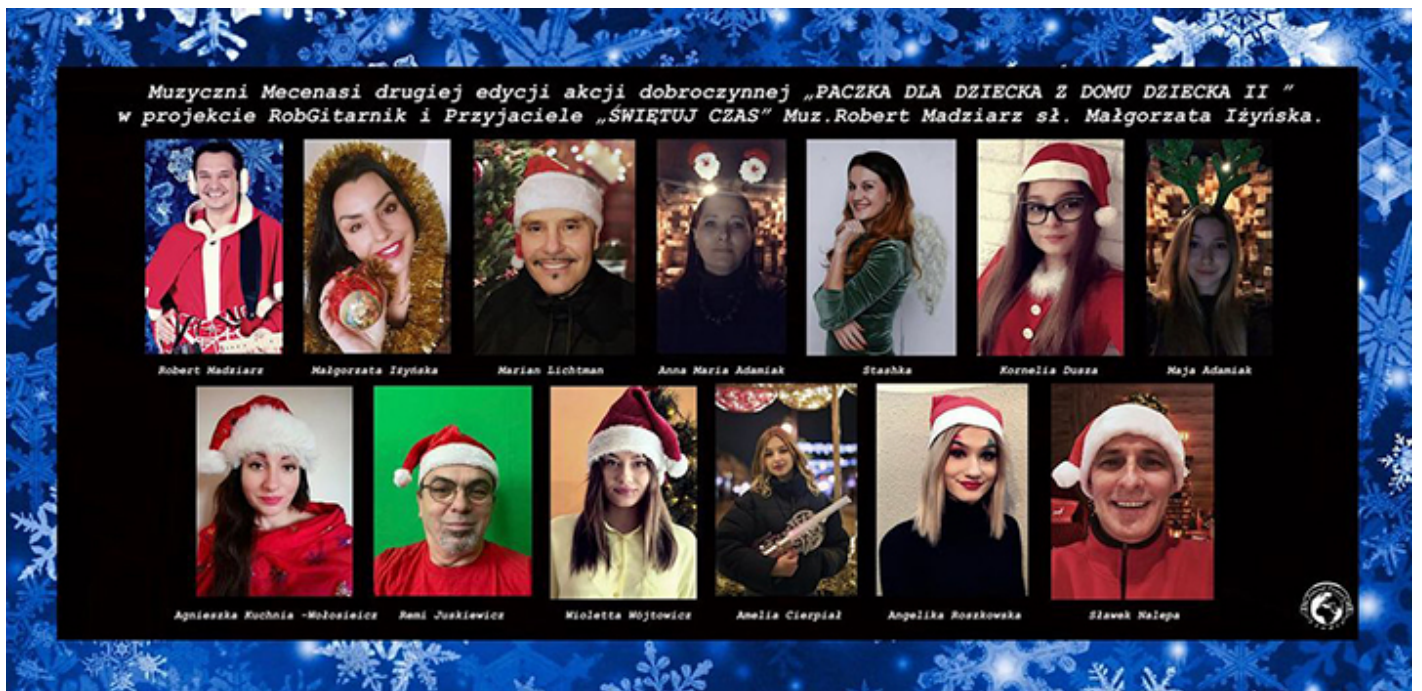 Muzyczni Mecenasi drugiej edycji akcji dobroczynnej „PACZKA DLA DZIECKA Z DOMU DZIECKA II ”
w projekcie RobGitarnik i Przyjaciele „ŚWIĘTUJ CZAS” Muz.Robert Madziarz sł. Małgorzata Iżyńska.
Robert Madziarz Małgorzata Iżyńska Marian Lichtman Anna Maria Adamiak Stashka Kornelia Dusza Maja Adamiak
Agnieszka Kuchnia -Wołosieicz Remi Juskiewicz Wioletta Wójtowicz Amelia Cierpiał Angelika Roszkowska Sławek Nalepa